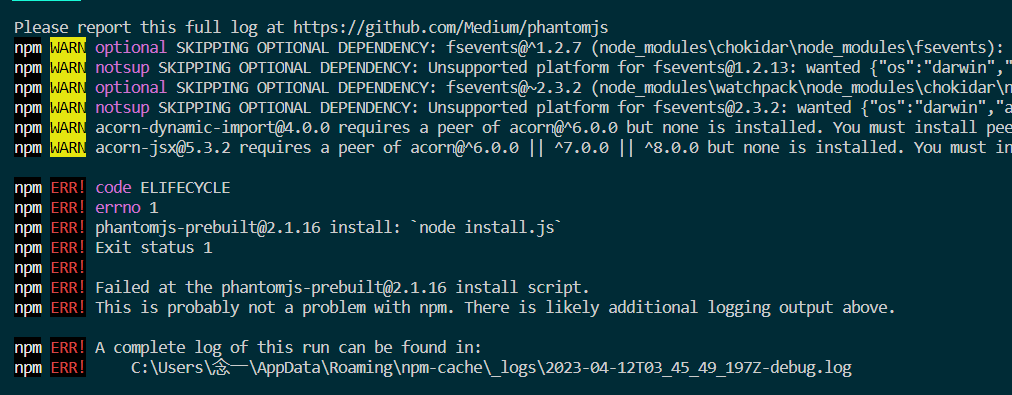 Please report this full log at https://github.com/Medium/phantomjs
npm WARN optional SKIPPING OPTIONAL DEPENDENCY: fsevents@^1.2.7 (node_modules\chokidar\node_modules\fsevents):
npm WARN notsup SKIPPING OPTIONAL DEPENDENCY: Unsupported platform for fsevents@1.2.13: wanted {"os":"darwin","
npm WARN optional SKIPPING OPTIONAL DEPENDENCY: fsevents@~2.3.2 (node_modules\watchpack\node_modules\chokidar\n
npm WARN notsup SKIPPING OPTIONAL DEPENDENCY: Unsupported platform for fsevents@2.3.2: wanted {"os":"darwin","a
npm WARN acorn-dynamic-import@4.0.0 requires a peer of acorn@^6.0.0 but none is installed. You must install pee
npm WARN acorn-jsx@5.3.2 requires a peer of acorn@^6.0.0 || ^7.0.0 || ^8.0.0 but none is installed. You must in
npm ERR! code ELIFECYCLE
npm ERR! errno 1
npm ERR! phantomjs-prebuilt@2.1.16 install: `node install.js`
npm ERR! Exit status 1
npm ERR!
npm ERR! Failed at the phantomjs-prebuilt@2.1.16 install script.
npm ERR! This is probably not a problem with npm. There is likely additional logging output above.
npm ERR! A complete log of this run can be found in:
npm ERR!     C:\Users\念一\AppData\Roaming\npm-cache\_logs\2023-04-12T03_45_49_197Z-debug.log